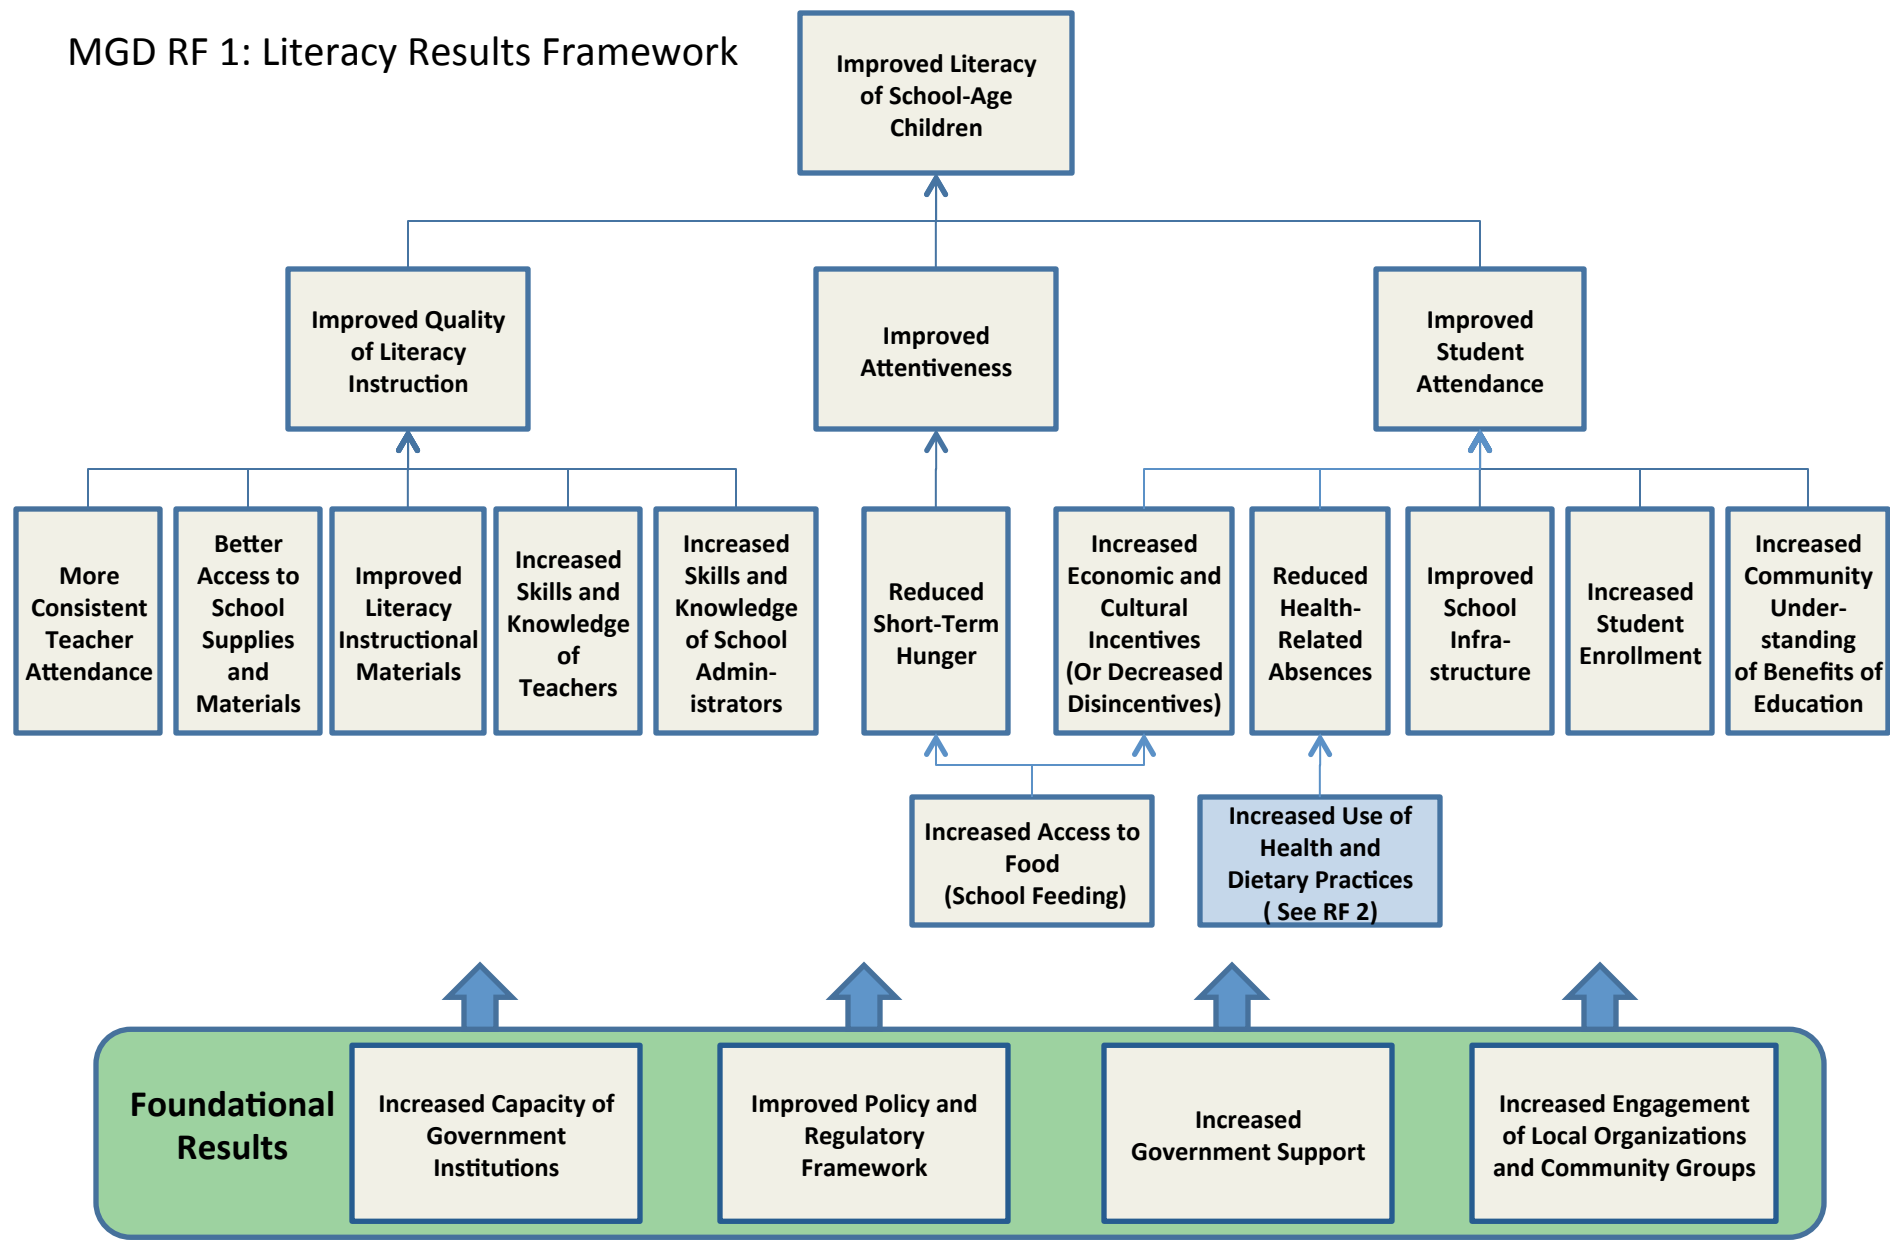 MGD RF 1: Literacy Results Framework
Improved Literacy
of School-Age
Children
Improved Quality
of Literacy
Instruction
Improved
Attentiveness
Improved
Student
Attendance
More
Consistent
Teacher
Attendance
Better
Access to
School
Supplies
and
Materials
Improved
Literacy
Instructional
Materials
Increased
Skills and
Knowledge
of
Teachers
Increased
Skills and
Knowledge
of School
Admin-
istrators
Reduced
Short-Term
Hunger
Increased
Economic and
Cultural
Incentives
(Or Decreased
Disincentives)
Reduced
Health-
Related
Absences
Improved
School
Infra-
structure
Increased
Student
Enrollment
Increased
Community
Under-
standing
of Benefits of
Education
Increased Access to
Food
(School Feeding)
Increased Use of
Health and
Dietary Practices
( See RF 2)
Foundational
Results
Increased Capacity of
Government
Institutions
Improved Policy and
Regulatory
Framework
Increased
Government Support
Increased Engagement
of Local Organizations
and Community Groups